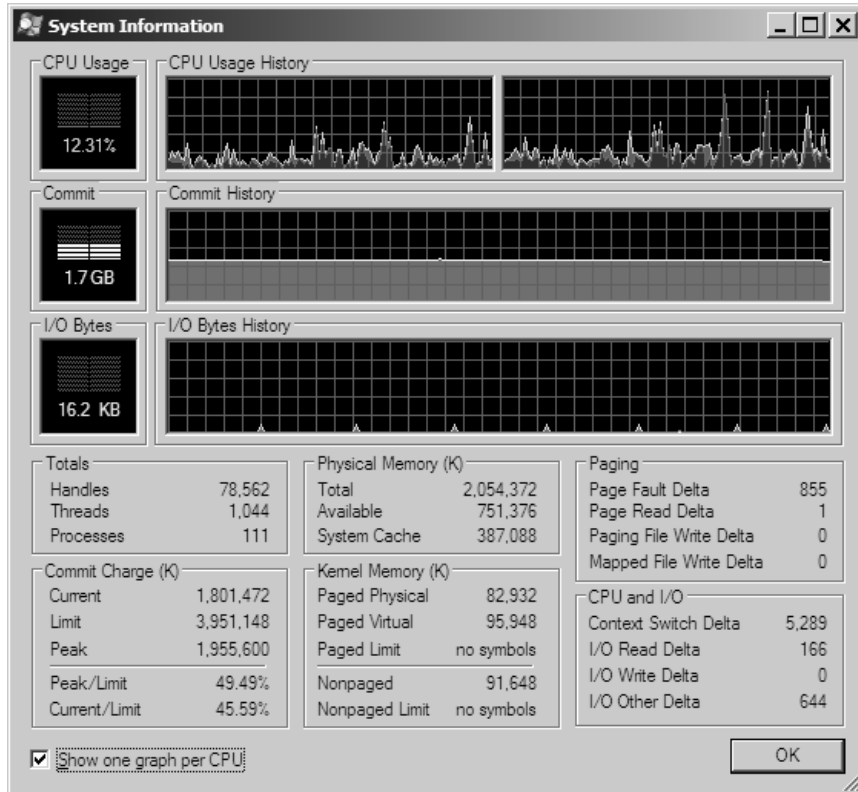 System Information
CPU Usage
CPU Usage History
12.31%
Commit
Commit History
1.7 GB
I/O Bytes
I/O Bytes History
16.2 KB
Totals
Handles 78,562
Threads 1,044
Processes 111
Physical Memory (K)
Total 2,054,372
Available 751,376
System Cache 387,088
Paging
Page Fault Delta 855
Page Read Delta 1
Paging File Write Delta 0
Mapped File Write Delta 0
Commit Charge (K)
Current 1,801,472
Limit 3,951,148
Peak 1,955,600
Peak/Limit 49.49%
Current/Limit 45.59%
Kernel Memory (K)
Paged Physical 82,932
Paged Virtual 95,948
Paged Limit no symbols
Nonpaged 91,648
Nonpaged Limit no symbols
CPU and I/O
Context Switch Delta 5,289
I/O Read Delta 166
I/O Write Delta 0
I/O Other Delta 644
Show one graph per CPU
OK